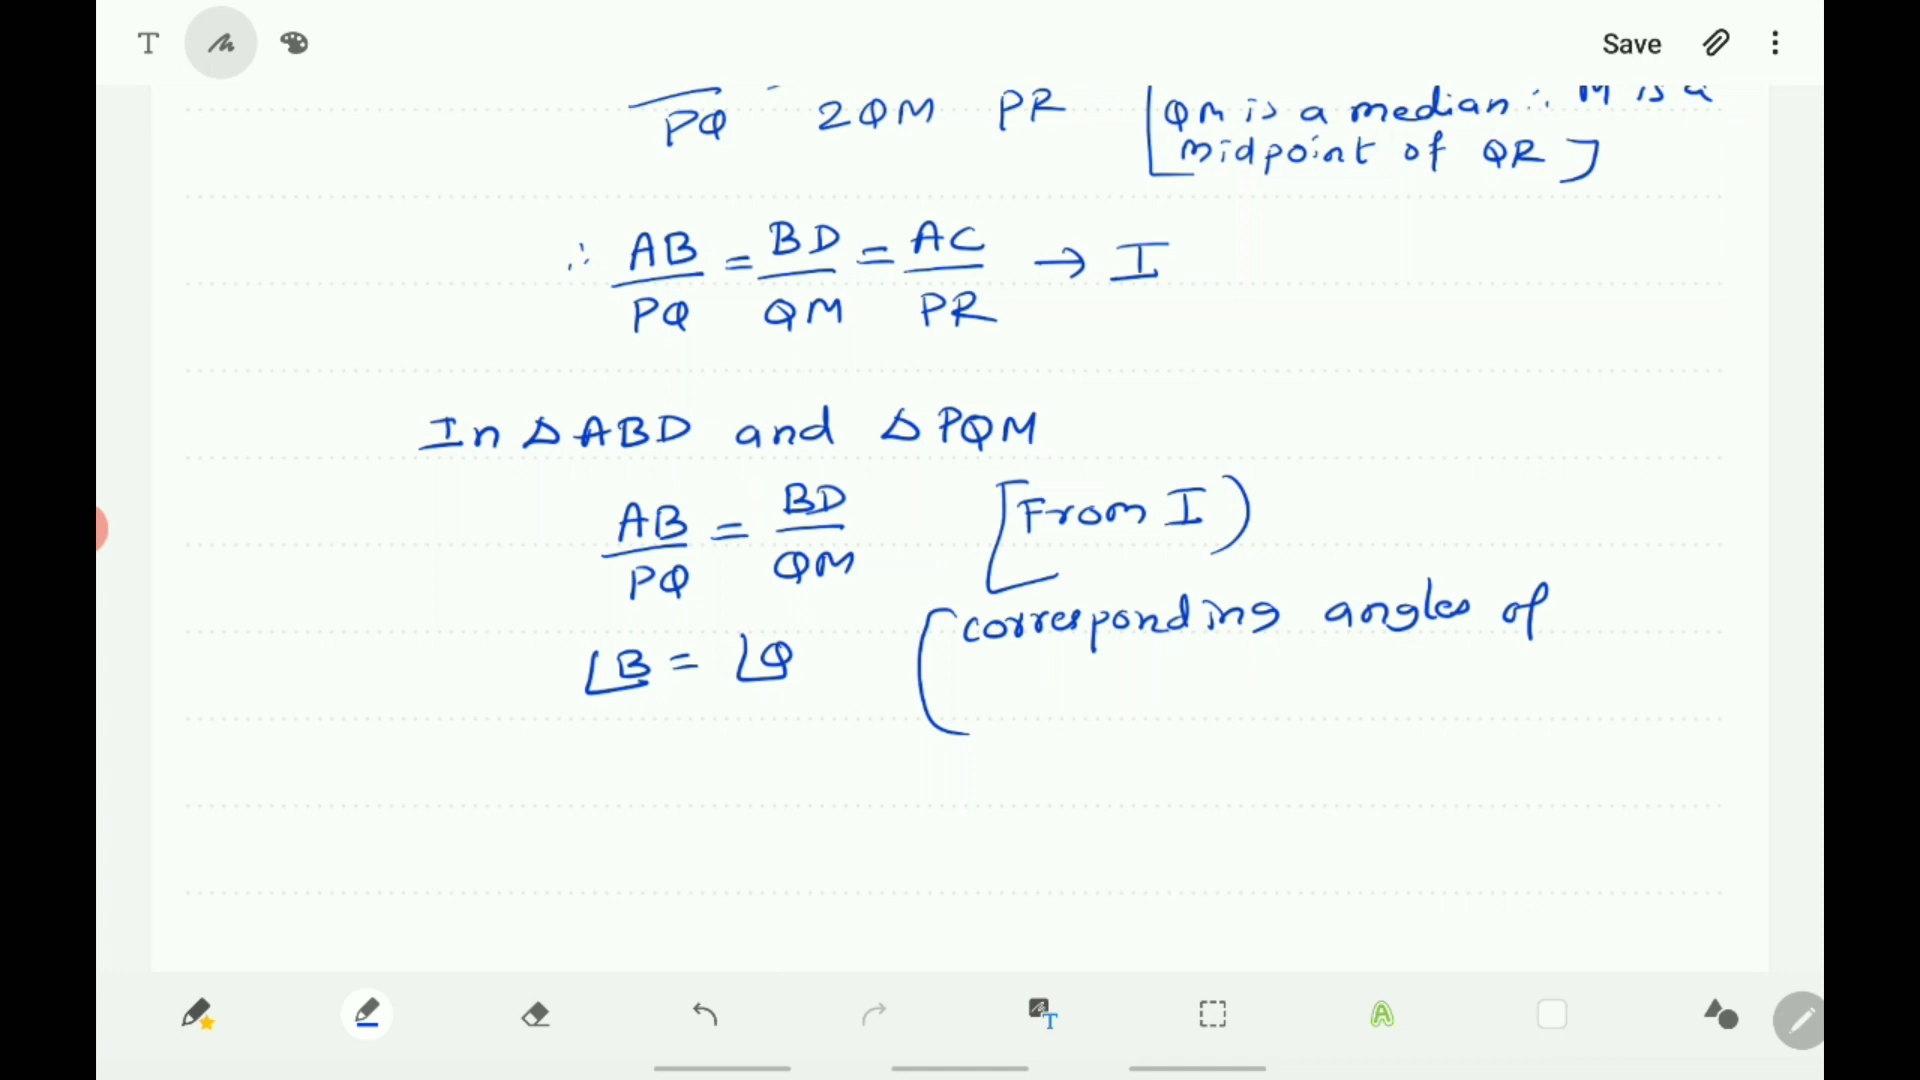 T Save
PQ 2QM PR [QM is a median ∴ M is a
midpoint of QR]
∴ AB/PQ = BD/QM = AC/PR → I
In △ABD and △PQM
AB/PQ = BD/QM [From I)
∠B = ∠Q (corresponding angles of